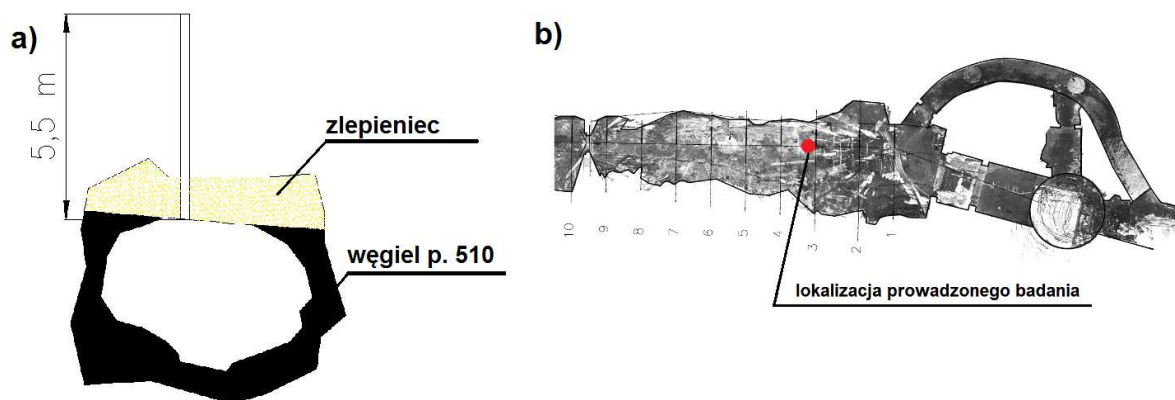 a)
5,5 m
zlepieniec
węgiel p. 510
b)
10 9 8 7 6 5 4 3 2 1
lokalizacja prowadzonego badania